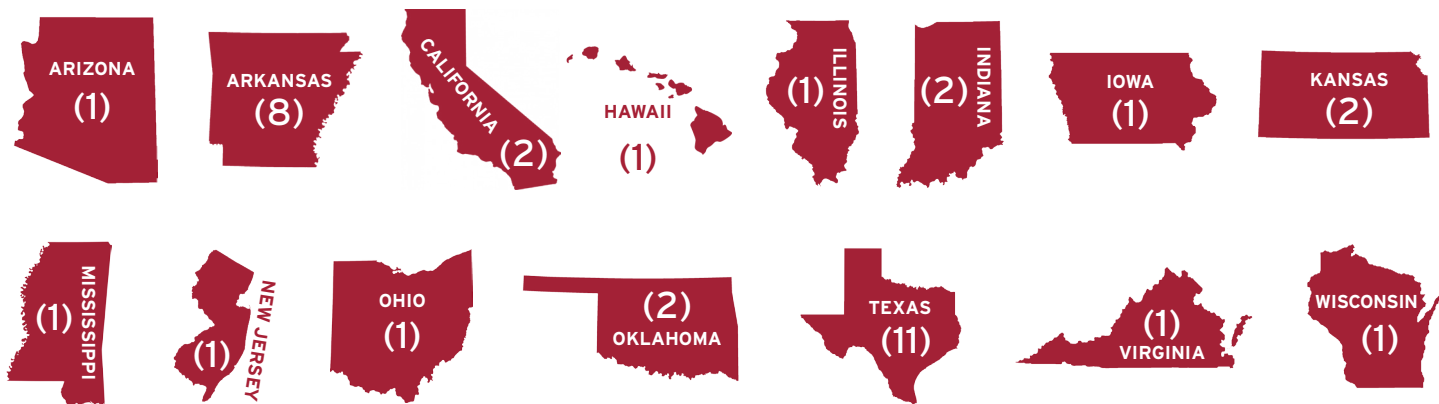 ARIZONA
(1)
ARKANSAS
(8)
CALIFORNIA
(2)
HAWAII
(1)
ILLINOIS
(1)
INDIANA
(2)
IOWA
(1)
KANSAS
(2)
MISSISSIPPI
(1)
NEW JERSEY
(1)
OHIO
(1)
(2)
OKLAHOMA
TEXAS
(11)
(1)
VIRGINIA
WISCONSIN
(1)